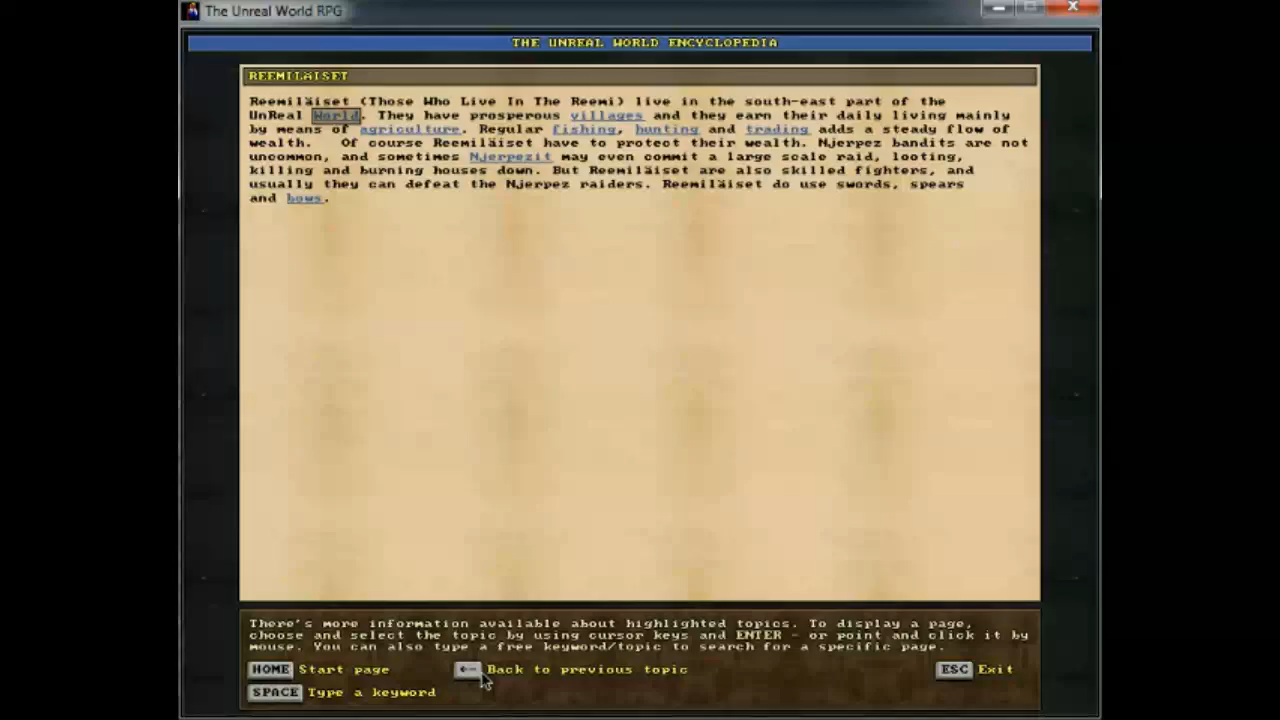 The Unreal World RPG
THE UNREAL WORLD ENCYCLOPEDIA
REEMILÄISET
Reemiläiset (Those Who Live In The Reemi) live in the south-east part of the
UnReal World. They have prosperous villages and they earn their daily living mainly
by means of agriculture. Regular fishing, hunting and trading adds a steady flow of
wealth. Of course Reemiläiset have to protect their wealth. Njerpez bandits are not
uncommon, and sometimes Njerpezit may even commit a large scale raid, looting,
killing and burning houses down. But Reemiläiset are also skilled fighters, and
usually they can defeat the Njerpez raiders. Reemiläiset do use swords, spears
and bows.
There's more information available about highlighted topics. To display a page,
choose and select the topic by using cursor keys and ENTER - or point and click it by
mouse. You can also type a free keyword/topic to search for a specific page.
HOME Start page ← Back to previous topic ESC Exit
SPACE Type a keyword